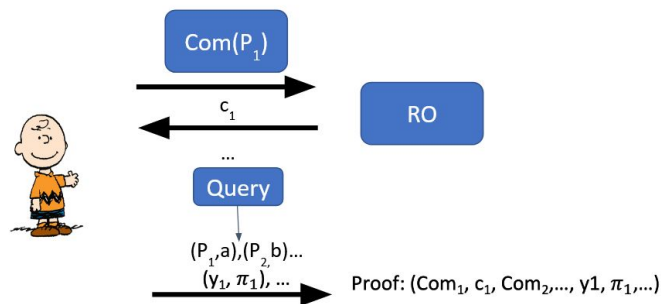 Com(P₁)
c₁
RO
...
Query
(P₁,a),(P₂,b)...
(y₁, π₁), ...
Proof: (Com₁, c₁, Com₂,..., y1, π₁,...)